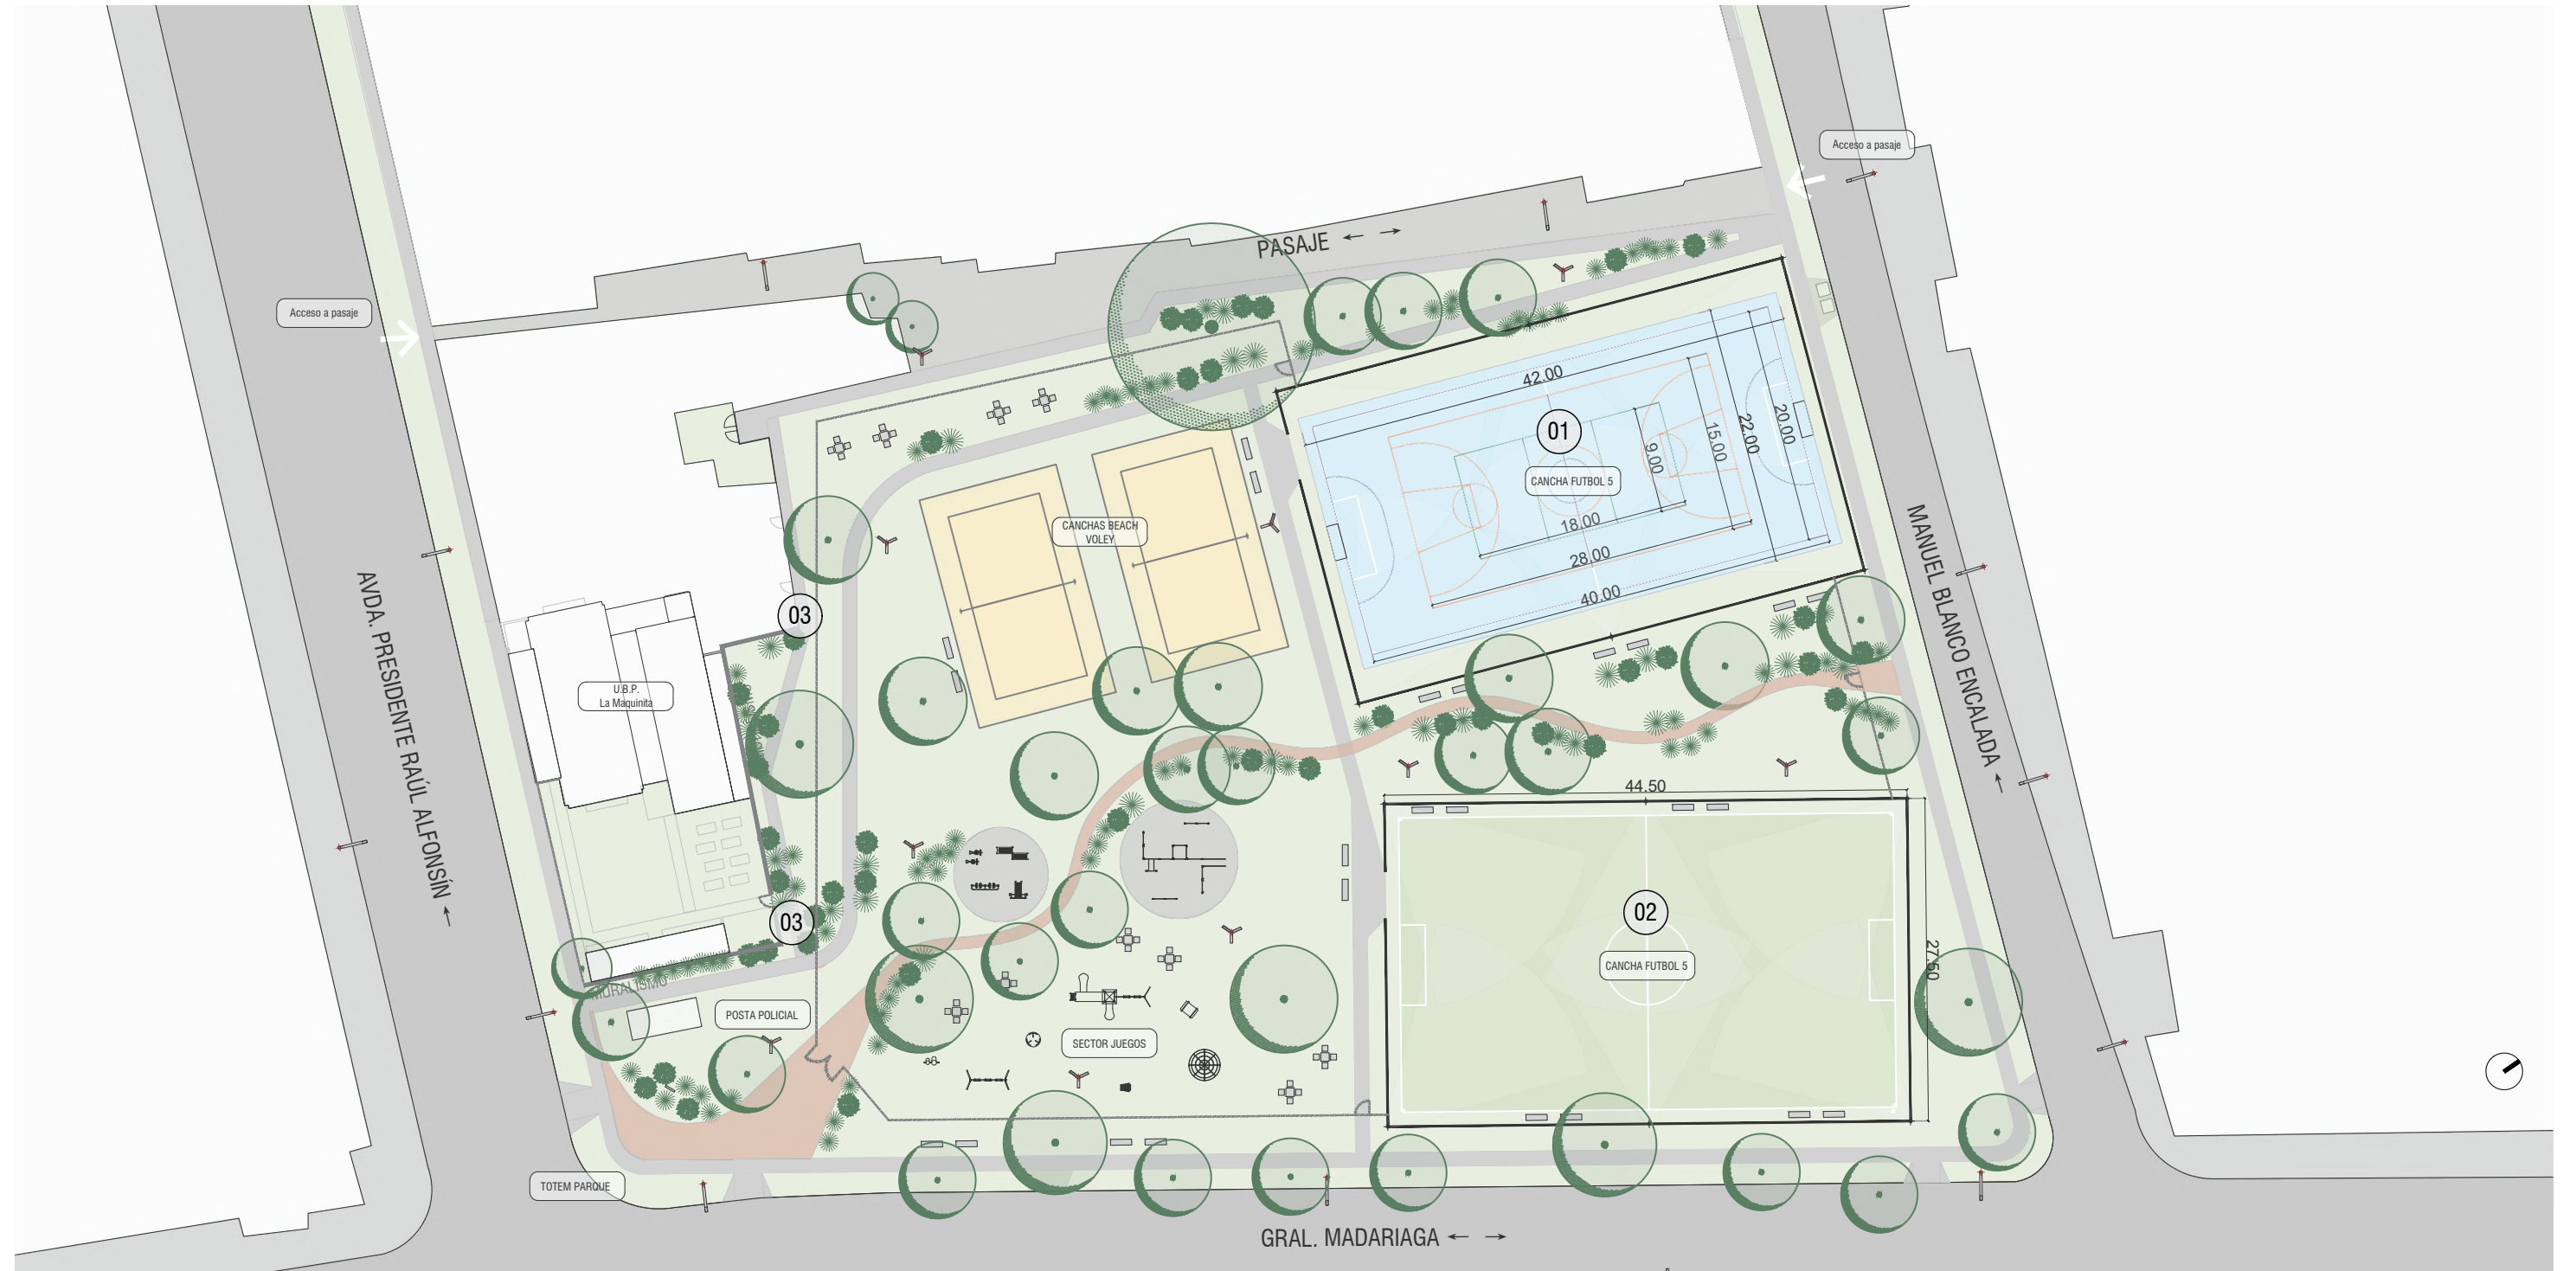 Acceso a pasaje
PASAJE
Acceso a pasaje
42.00
01
CANCHA FUTBOL 5
9.00
15.00
22.00
20.00
18.00
28.00
40.00
CANCHAS BEACH
VOLEY
MANUEL BLANCO ENCALADA
AVDA. PRESIDENTE RAÚL ALFONSÍN
03
U.B.P.
La Maquinita
44.50
03
02
CANCHA FUTBOL 5
27.50
MURALISMO
POSTA POLICIAL
SECTOR JUEGOS
TOTEM PARQUE
GRAL. MADARIAGA